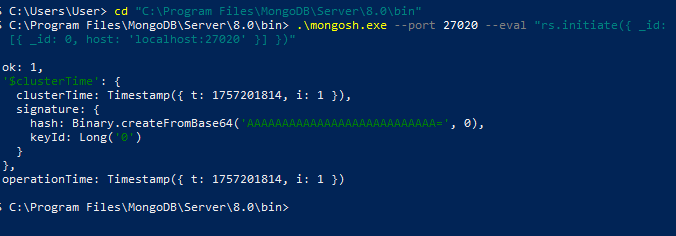 S C:\Users\User> cd "C:\Program Files\MongoDB\Server\8.0\bin"
S C:\Program Files\MongoDB\Server\8.0\bin> .\mongosh.exe --port 27020 --eval "rs.initiate({ _id:
[{ _id: 0, host: 'localhost:27020' }] })"
ok: 1,
'$clusterTime': {
clusterTime: Timestamp({ t: 1757201814, i: 1 }),
signature: {
hash: Binary.createFromBase64('AAAAAAAAAAAAAAAAAAAAAAAAAAA=', 0),
keyId: Long('0')
}
},
operationTime: Timestamp({ t: 1757201814, i: 1 })
S C:\Program Files\MongoDB\Server\8.0\bin>